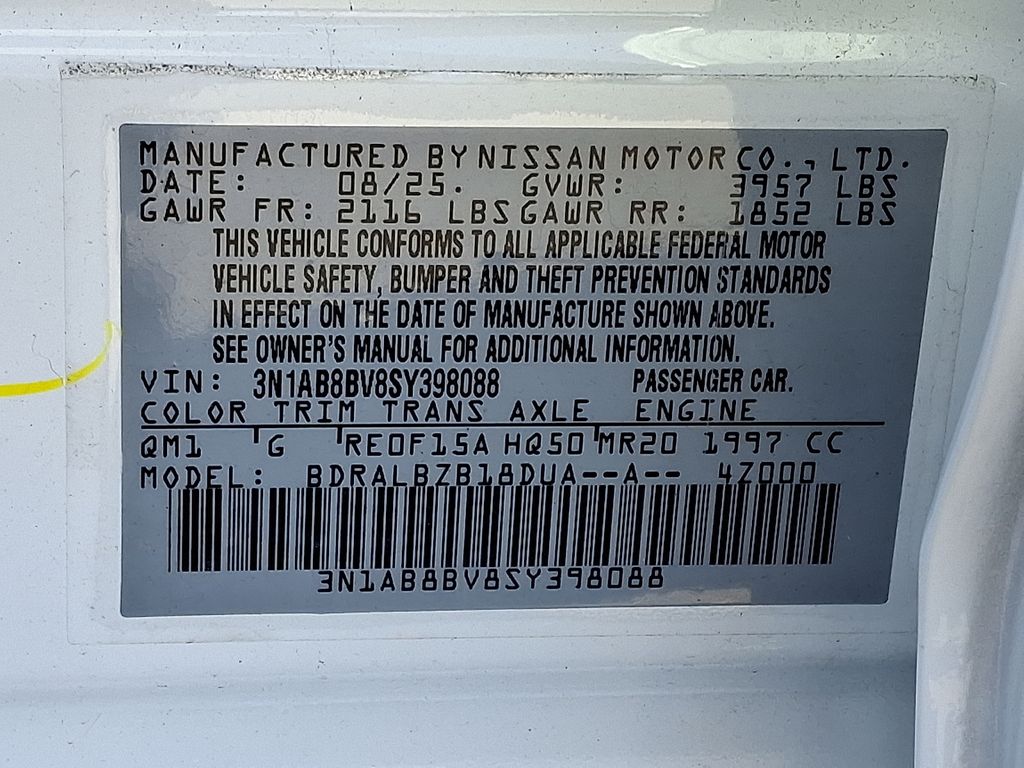 MANUFACTURED BY NISSAN MOTOR CO., LTD.
DATE: 08/25. GVWR: 3957 LBS
GAWR FR: 2116 LBS GAWR RR: 1852 LBS
THIS VEHICLE CONFORMS TO ALL APPLICABLE FEDERAL MOTOR
VEHICLE SAFETY, BUMPER AND THEFT PREVENTION STANDARDS
IN EFFECT ON THE DATE OF MANUFACTURE SHOWN ABOVE.
SEE OWNER'S MANUAL FOR ADDITIONAL INFORMATION.
VIN: 3N1AB8BV8SY398088 PASSENGER CAR.
COLOR TRIM TRANS AXLE ENGINE
QM1 G RE0F15A HQ50 MR20 1997 CC
MODEL: BDRALBZB18DUA--A-- 4Z000
3N1AB8BV8SY398088